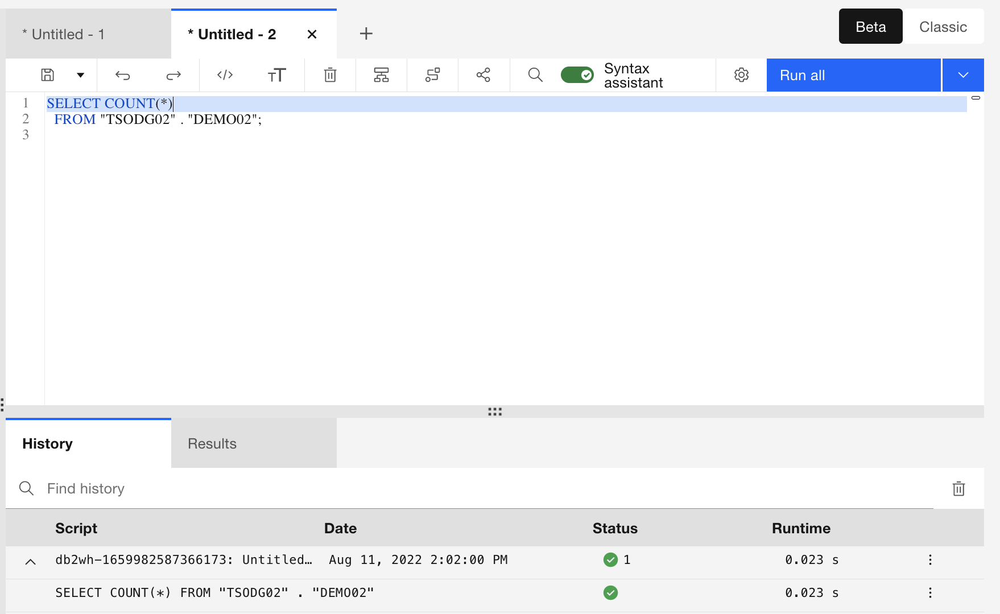 * Untitled - 1
* Untitled - 2
Beta
Classic
Syntax
assistant
Run all
1 SELECT COUNT(*)
2 FROM "TSODG02" . "DEMO02";
3
History
Results
Find history
Script Date Status Runtime
db2wh-1659982587366173: Untitled… Aug 11, 2022 2:02:00 PM 1 0.023 s
SELECT COUNT(*) FROM "TSODG02" . "DEMO02" 0.023 s